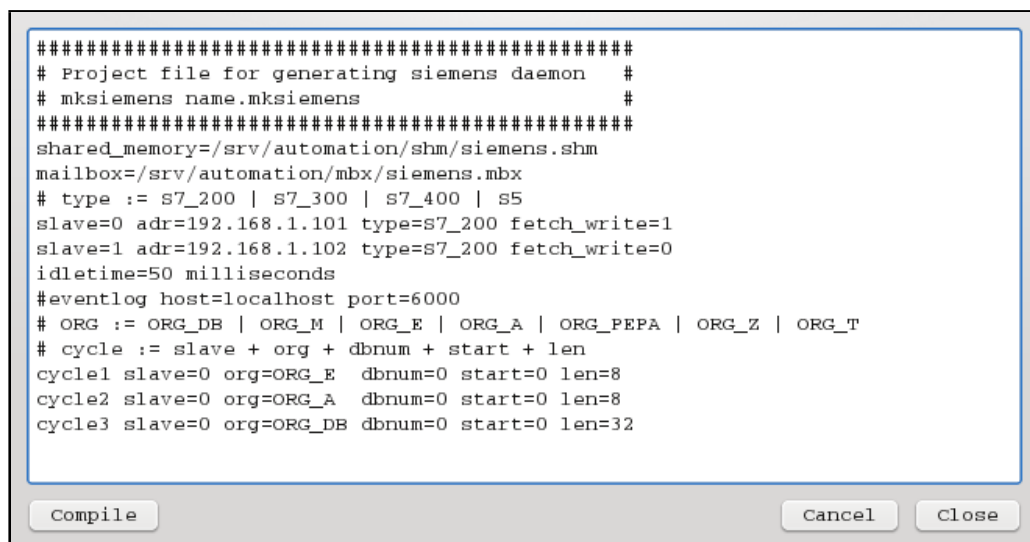 ################################################
# Project file for generating siemens daemon   #
# mksiemens name.mksiemens                     #
################################################
shared_memory=/srv/automation/shm/siemens.shm
mailbox=/srv/automation/mbx/siemens.mbx
# type := S7_200 | S7_300 | S7_400 | S5
slave=0 adr=192.168.1.101 type=S7_200 fetch_write=1
slave=1 adr=192.168.1.102 type=S7_200 fetch_write=0
idletime=50 milliseconds
#eventlog host=localhost port=6000
# ORG := ORG_DB | ORG_M | ORG_E | ORG_A | ORG_PEPA | ORG_Z | ORG_T
# cycle := slave + org + dbnum + start + len
cycle1 slave=0 org=ORG_E  dbnum=0 start=0 len=8
cycle2 slave=0 org=ORG_A  dbnum=0 start=0 len=8
cycle3 slave=0 org=ORG_DB dbnum=0 start=0 len=32
Compile Cancel Close